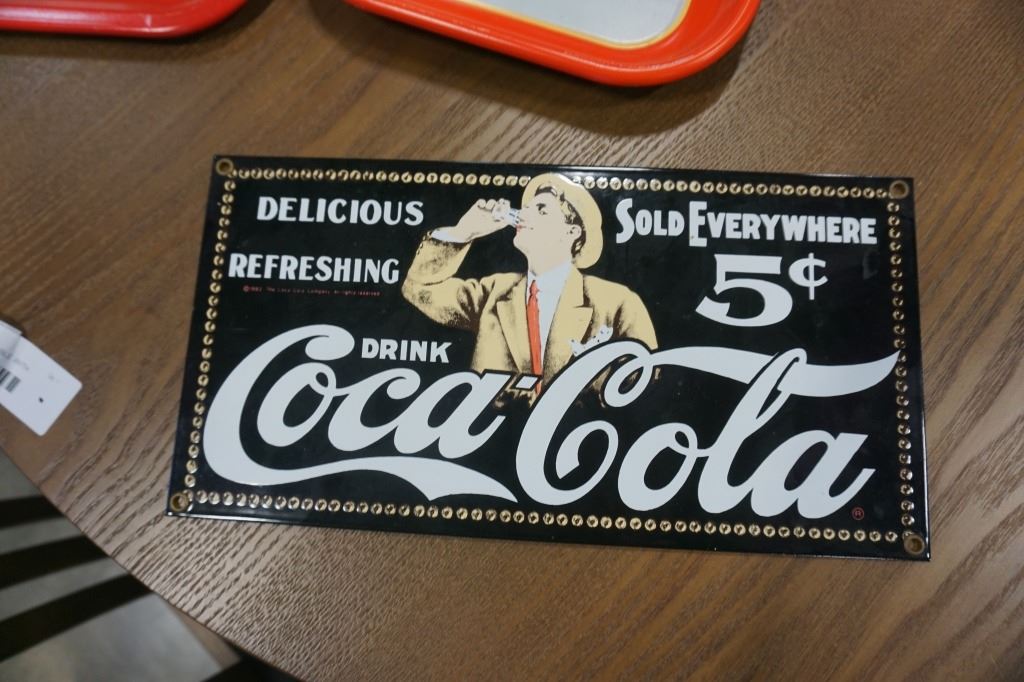 DELICIOUS
REFRESHING
SOLD EVERYWHERE
5¢
DRINK
Coca-Cola
®